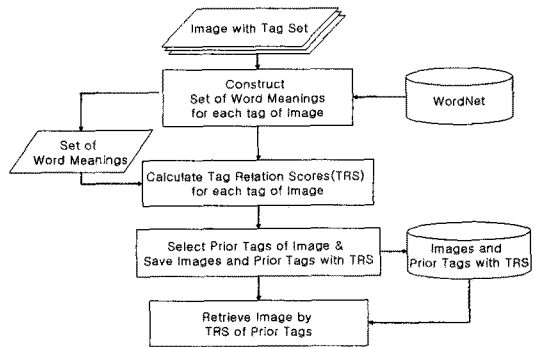 Image with Tag Set
Construct
Set of Word Meanings
for each tag of Image
WordNet
Set of
Word Meanings
Calculate Tag Relation Scores(TRS)
for each tag of Image
Select Prior Tags of Image &
Save Images and Prior Tags with TRS
Images and
Prior Tags with TRS
Retrieve Image by
TRS of Prior Tags